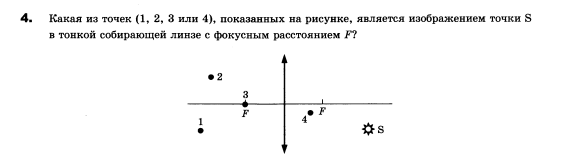 4. Какая из точек (1, 2, 3 или 4), показанных на рисунке, является изображением точки S
в тонкой собирающей линзе с фокусным расстоянием F?
2
3
F
F
4
1
S